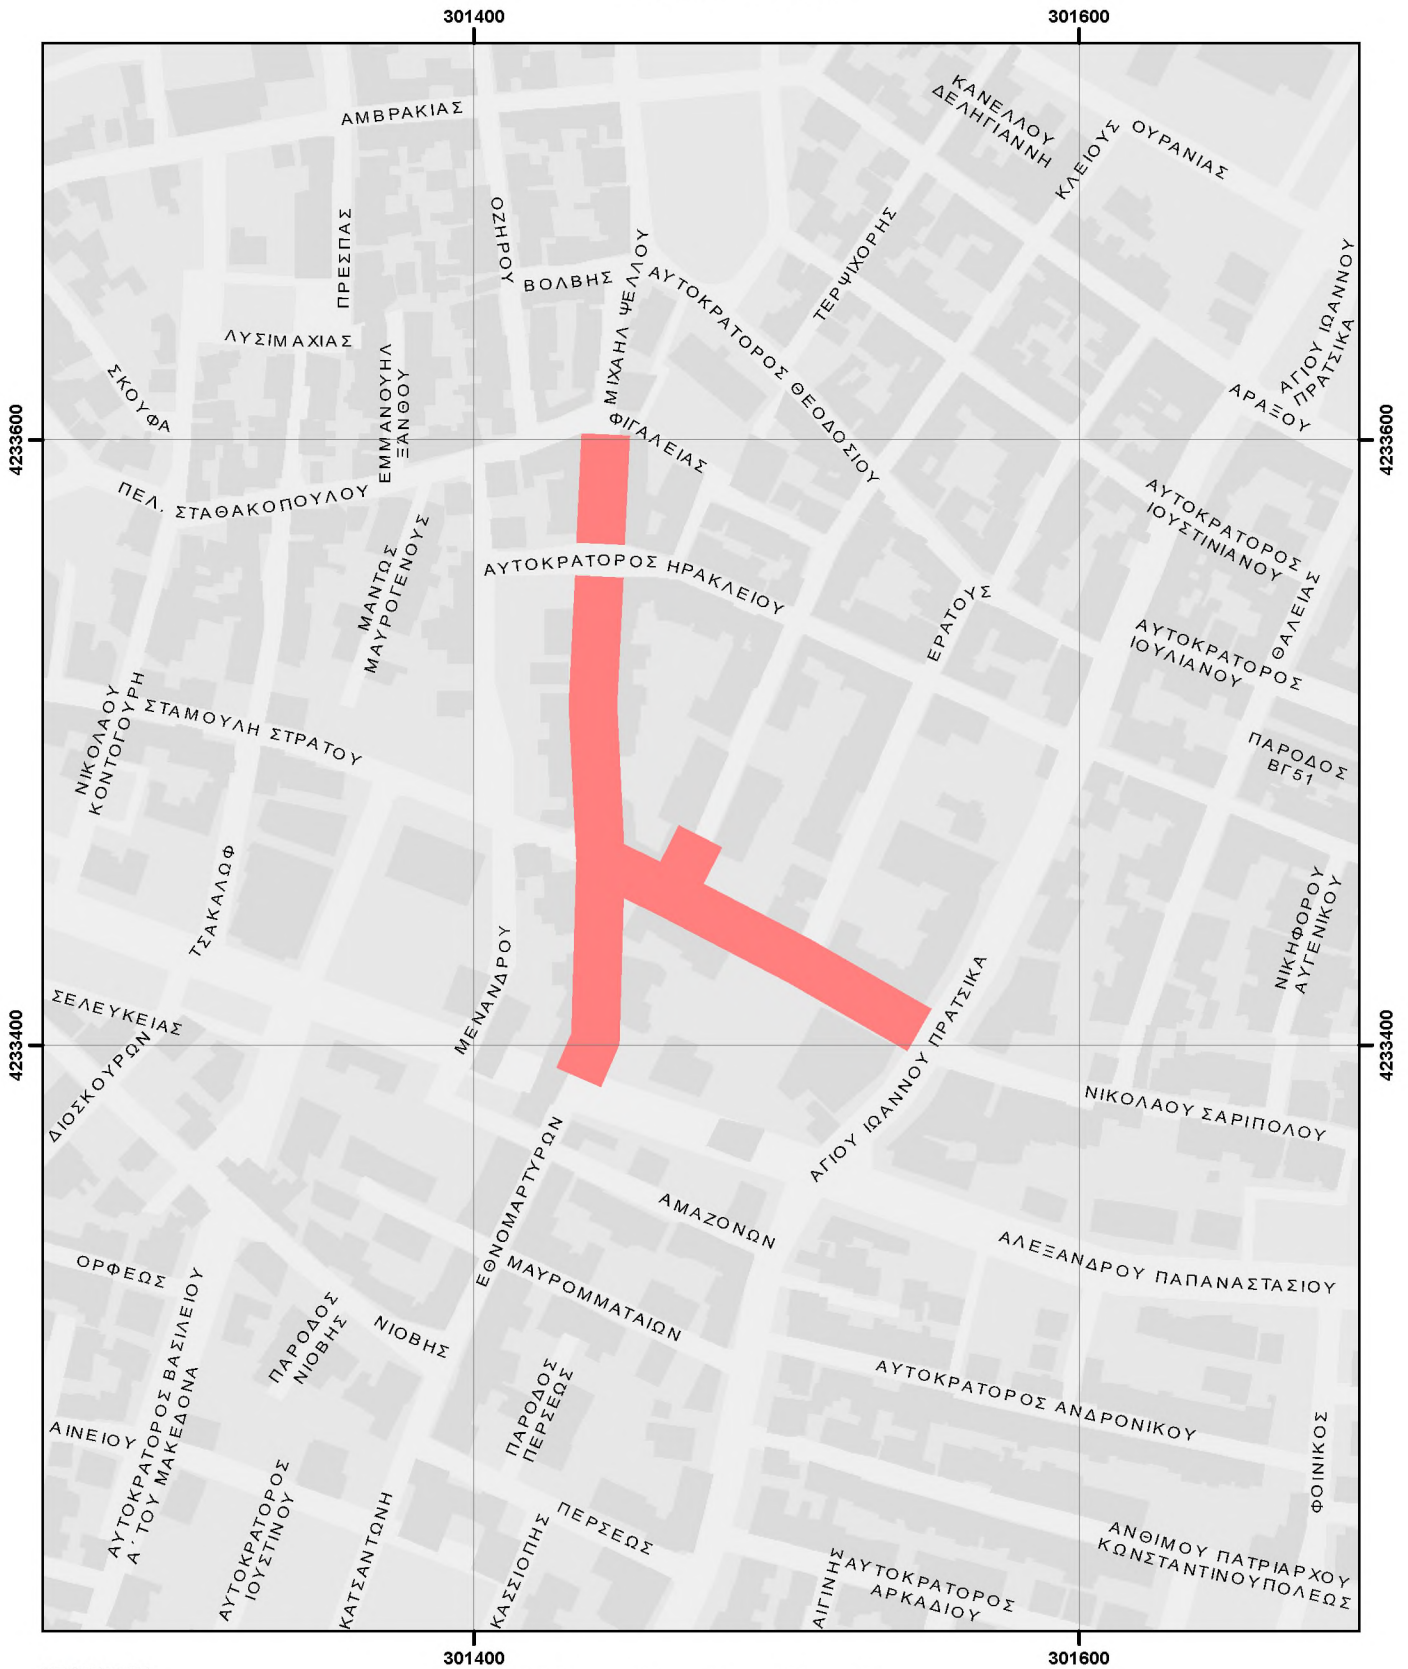 301400
301600
ΚΑΝΕΛΛΟΥ
ΔΕΛΗΓΙΑΝΝΗ
ΑΜΒΡΑΚΙΑΣ
ΟΥΡΑΝΙΑΣ
ΚΛΕΙΟΥΣ
ΟΖΗΡΟΥ
ΠΡΕΣΠΑΣ
ΤΕΡΨΙΧΟΡΗΣ
ΜΙΧΑΗΛ ΨΕΛΛΟΥ
ΒΟΛΒΗΣ
ΑΥΤΟΚΡΑΤΟΡΟΣ ΘΕΟΔΟΣΙΟΥ
ΑΓΙΟΥ ΙΩΑΝΝΟΥ
ΠΡΑΤΣΙΚΑ
ΛΥΣΙΜΑΧΙΑΣ
ΕΜΜΑΝΟΥΗΛ
ΞΑΝΘΟΥ
ΣΚΟΥΦΑ
ΑΡΑΞΟΥ
ΦΙΓΑΛΕΙΑΣ
4233600
4233600
ΠΕΛ. ΣΤΑΘΑΚΟΠΟΥΛΟΥ
ΑΥΤΟΚΡΑΤΟΡΟΣ
ΙΟΥΣΤΙΝΙΑΝΟΥ
ΜΑΝΤΩΣ
ΜΑΥΡΟΓΕΝΟΥΣ
ΑΥΤΟΚΡΑΤΟΡΟΣ ΗΡΑΚΛΕΙΟΥ
ΕΡΑΤΟΥΣ
ΘΑΛΕΙΑΣ
ΑΥΤΟΚΡΑΤΟΡΟΣ
ΙΟΥΛΙΑΝΟΥ
ΝΙΚΟΛΑΟΥ
ΚΟΝΤΟΓΟΥΡΗ
ΣΤΑΜΟΥΛΗ ΣΤΡΑΤΟΥ
ΠΑΡΟΔΟΣ
ΒΓ51
ΤΣΑΚΑΛΩΦ
ΝΙΚΗΦΟΡΟΥ
ΑΥΓΕΝΙΚΟΥ
ΜΕΝΑΝΔΡΟΥ
ΑΓΙΟΥ ΙΩΑΝΝΟΥ ΠΡΑΤΣΙΚΑ
ΣΕΛΕΥΚΕΙΑΣ
4233400
4233400
ΔΙΟΣΚΟΥΡΩΝ
ΝΙΚΟΛΑΟΥ ΣΑΡΙΠΟΛΟΥ
ΕΘΝΟΜΑΡΤΥΡΩΝ
ΑΜΑΖΟΝΩΝ
ΑΛΕΞΑΝΔΡΟΥ ΠΑΠΑΝΑΣΤΑΣΙΟΥ
ΟΡΦΕΩΣ
ΜΑΥΡΟΜΜΑΤΑΙΩΝ
ΠΑΡΟΔΟΣ
ΝΙΟΒΗΣ
ΝΙΟΒΗΣ
ΑΥΤΟΚΡΑΤΟΡΟΣ ΒΑΣΙΛΕΙΟΥ
Α΄ ΤΟΥ ΜΑΚΕΔΟΝΑ
ΠΑΡΟΔΟΣ
ΠΕΡΣΕΩΣ
ΑΥΤΟΚΡΑΤΟΡΟΣ ΑΝΔΡΟΝΙΚΟΥ
ΑΙΝΕΙΟΥ
ΦΟΙΝΙΚΟΣ
ΑΥΤΟΚΡΑΤΟΡΟΣ
ΙΟΥΣΤΙΝΟΥ
ΚΑΤΣΑΝΤΩΝΗ
ΚΑΣΣΙΟΠΗΣ
ΠΕΡΣΕΩΣ
ΑΙΓΙΝΗΣ
ΑΥΤΟΚΡΑΤΟΡΟΣ
ΑΡΚΑΔΙΟΥ
ΑΝΘΙΜΟΥ ΠΑΤΡΙΑΡΧΟΥ
ΚΩΝΣΤΑΝΤΙΝΟΥΠΟΛΕΩΣ
301400
301600